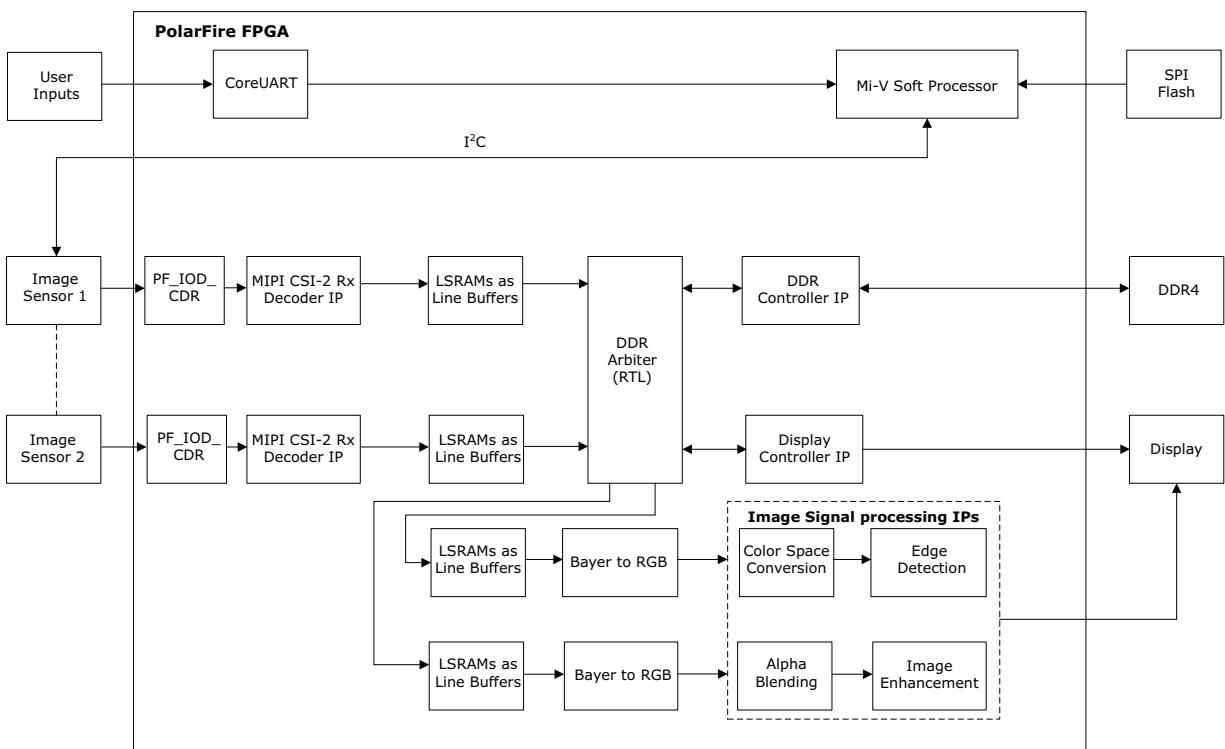 PolarFire FPGA
User
Inputs
CoreUART
Mi-V Soft Processor
SPI
Flash
I²C
Image
Sensor 1
PF_IOD_
CDR
MIPI CSI-2 Rx
Decoder IP
LSRAMs as
Line Buffers
DDR
Arbiter
(RTL)
DDR
Controller IP
DDR4
Image
Sensor 2
PF_IOD_
CDR
MIPI CSI-2 Rx
Decoder IP
LSRAMs as
Line Buffers
Display
Controller IP
Display
Image Signal processing IPs
LSRAMs as
Line Buffers
Bayer to RGB
Color Space
Conversion
Edge
Detection
LSRAMs as
Line Buffers
Bayer to RGB
Alpha
Blending
Image
Enhancement